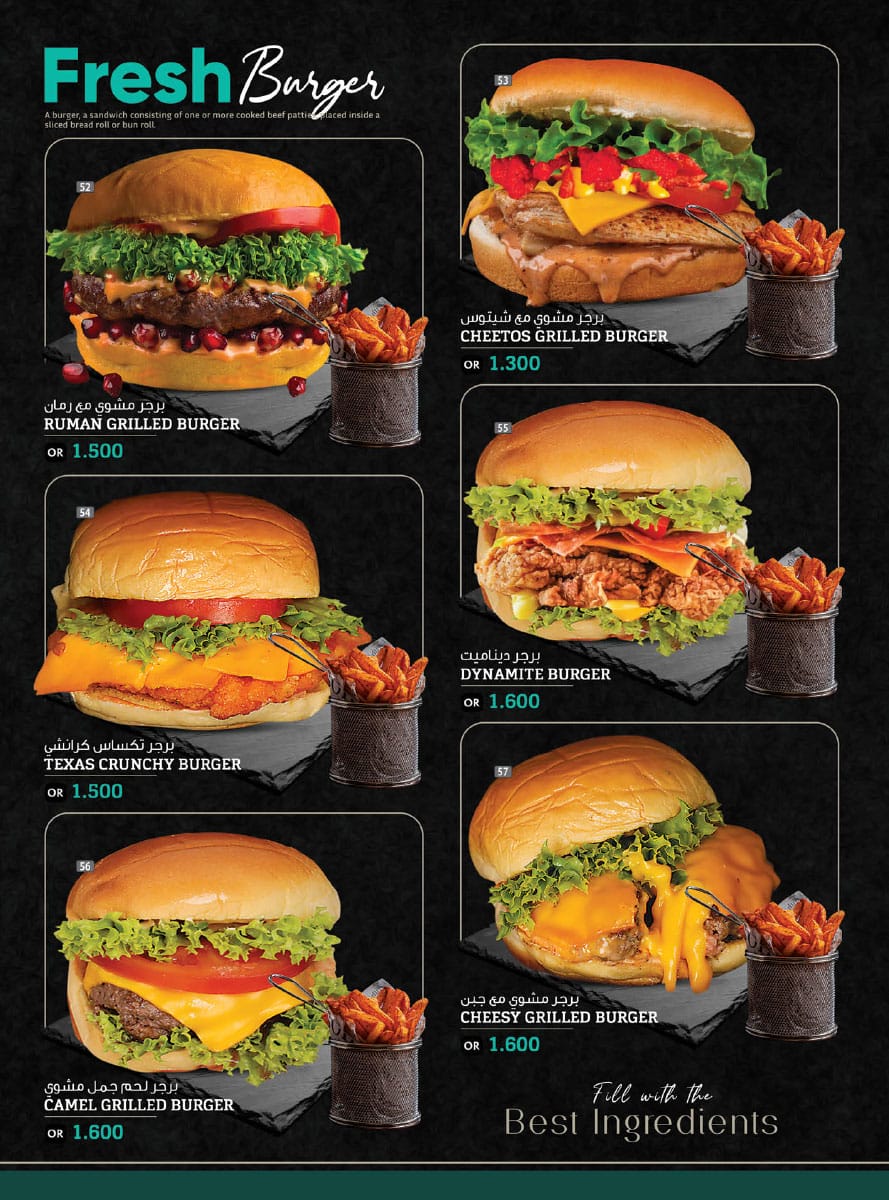 Fresh Burger
A burger, a sandwich consisting of one or more cooked beef patties, placed inside a
sliced bread roll or bun roll.
52
برجر مشوي مع رمان
RUMAN GRILLED BURGER
OR 1.500
53
برجر مشوي مع شيتوس
CHEETOS GRILLED BURGER
OR 1.300
54
برجر تكساس كرانشي
TEXAS CRUNCHY BURGER
OR 1.500
55
برجر ديناميت
DYNAMITE BURGER
OR 1.600
56
برجر لحم جمل مشوي
CAMEL GRILLED BURGER
OR 1.600
57
برجر مشوي مع جبن
CHEESY GRILLED BURGER
OR 1.600
Fill with the
Best Ingredients